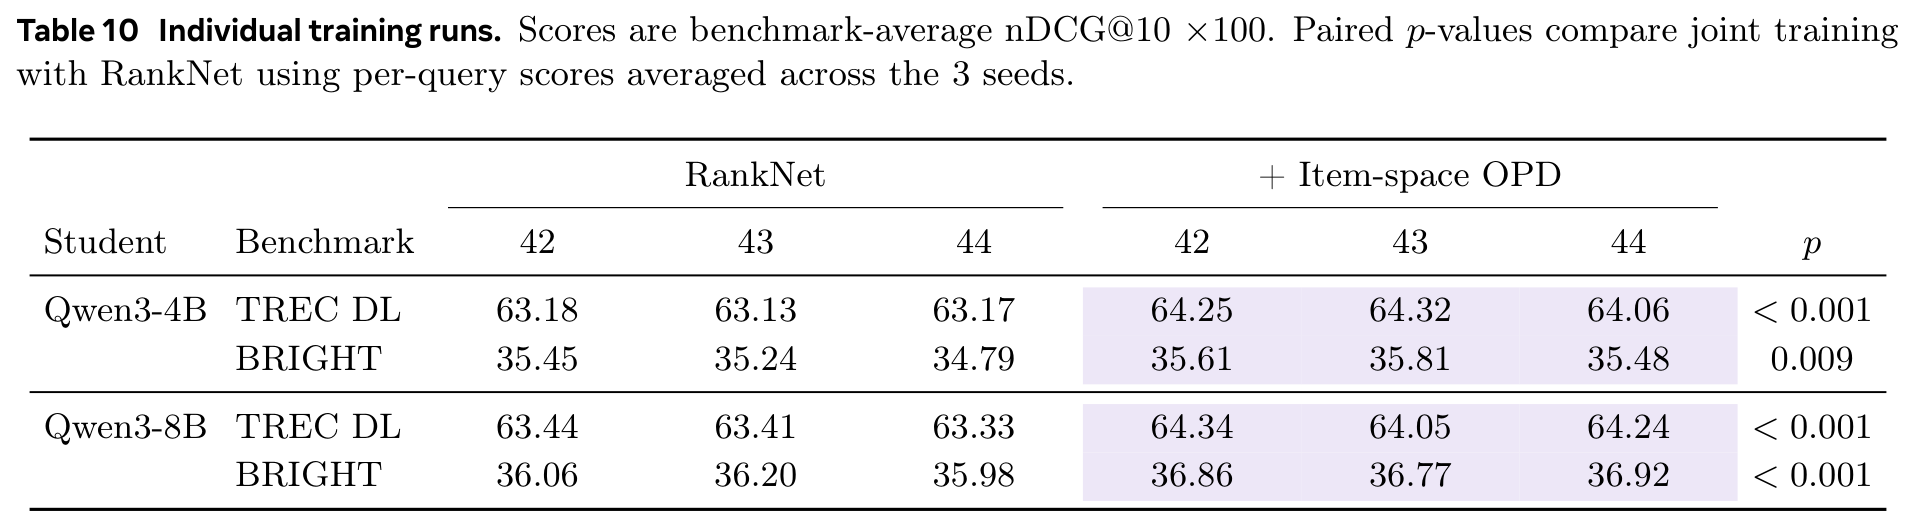 Table 10 Individual training runs. Scores are benchmark-average nDCG@10 ×100. Paired p-values compare joint training
with RankNet using per-query scores averaged across the 3 seeds.
RankNet + Item-space OPD
Student Benchmark 42 43 44 42 43 44 p
Qwen3-4B TREC DL 63.18 63.13 63.17 64.25 64.32 64.06 < 0.001
BRIGHT 35.45 35.24 34.79 35.61 35.81 35.48 0.009
Qwen3-8B TREC DL 63.44 63.41 63.33 64.34 64.05 64.24 < 0.001
BRIGHT 36.06 36.20 35.98 36.86 36.77 36.92 < 0.001